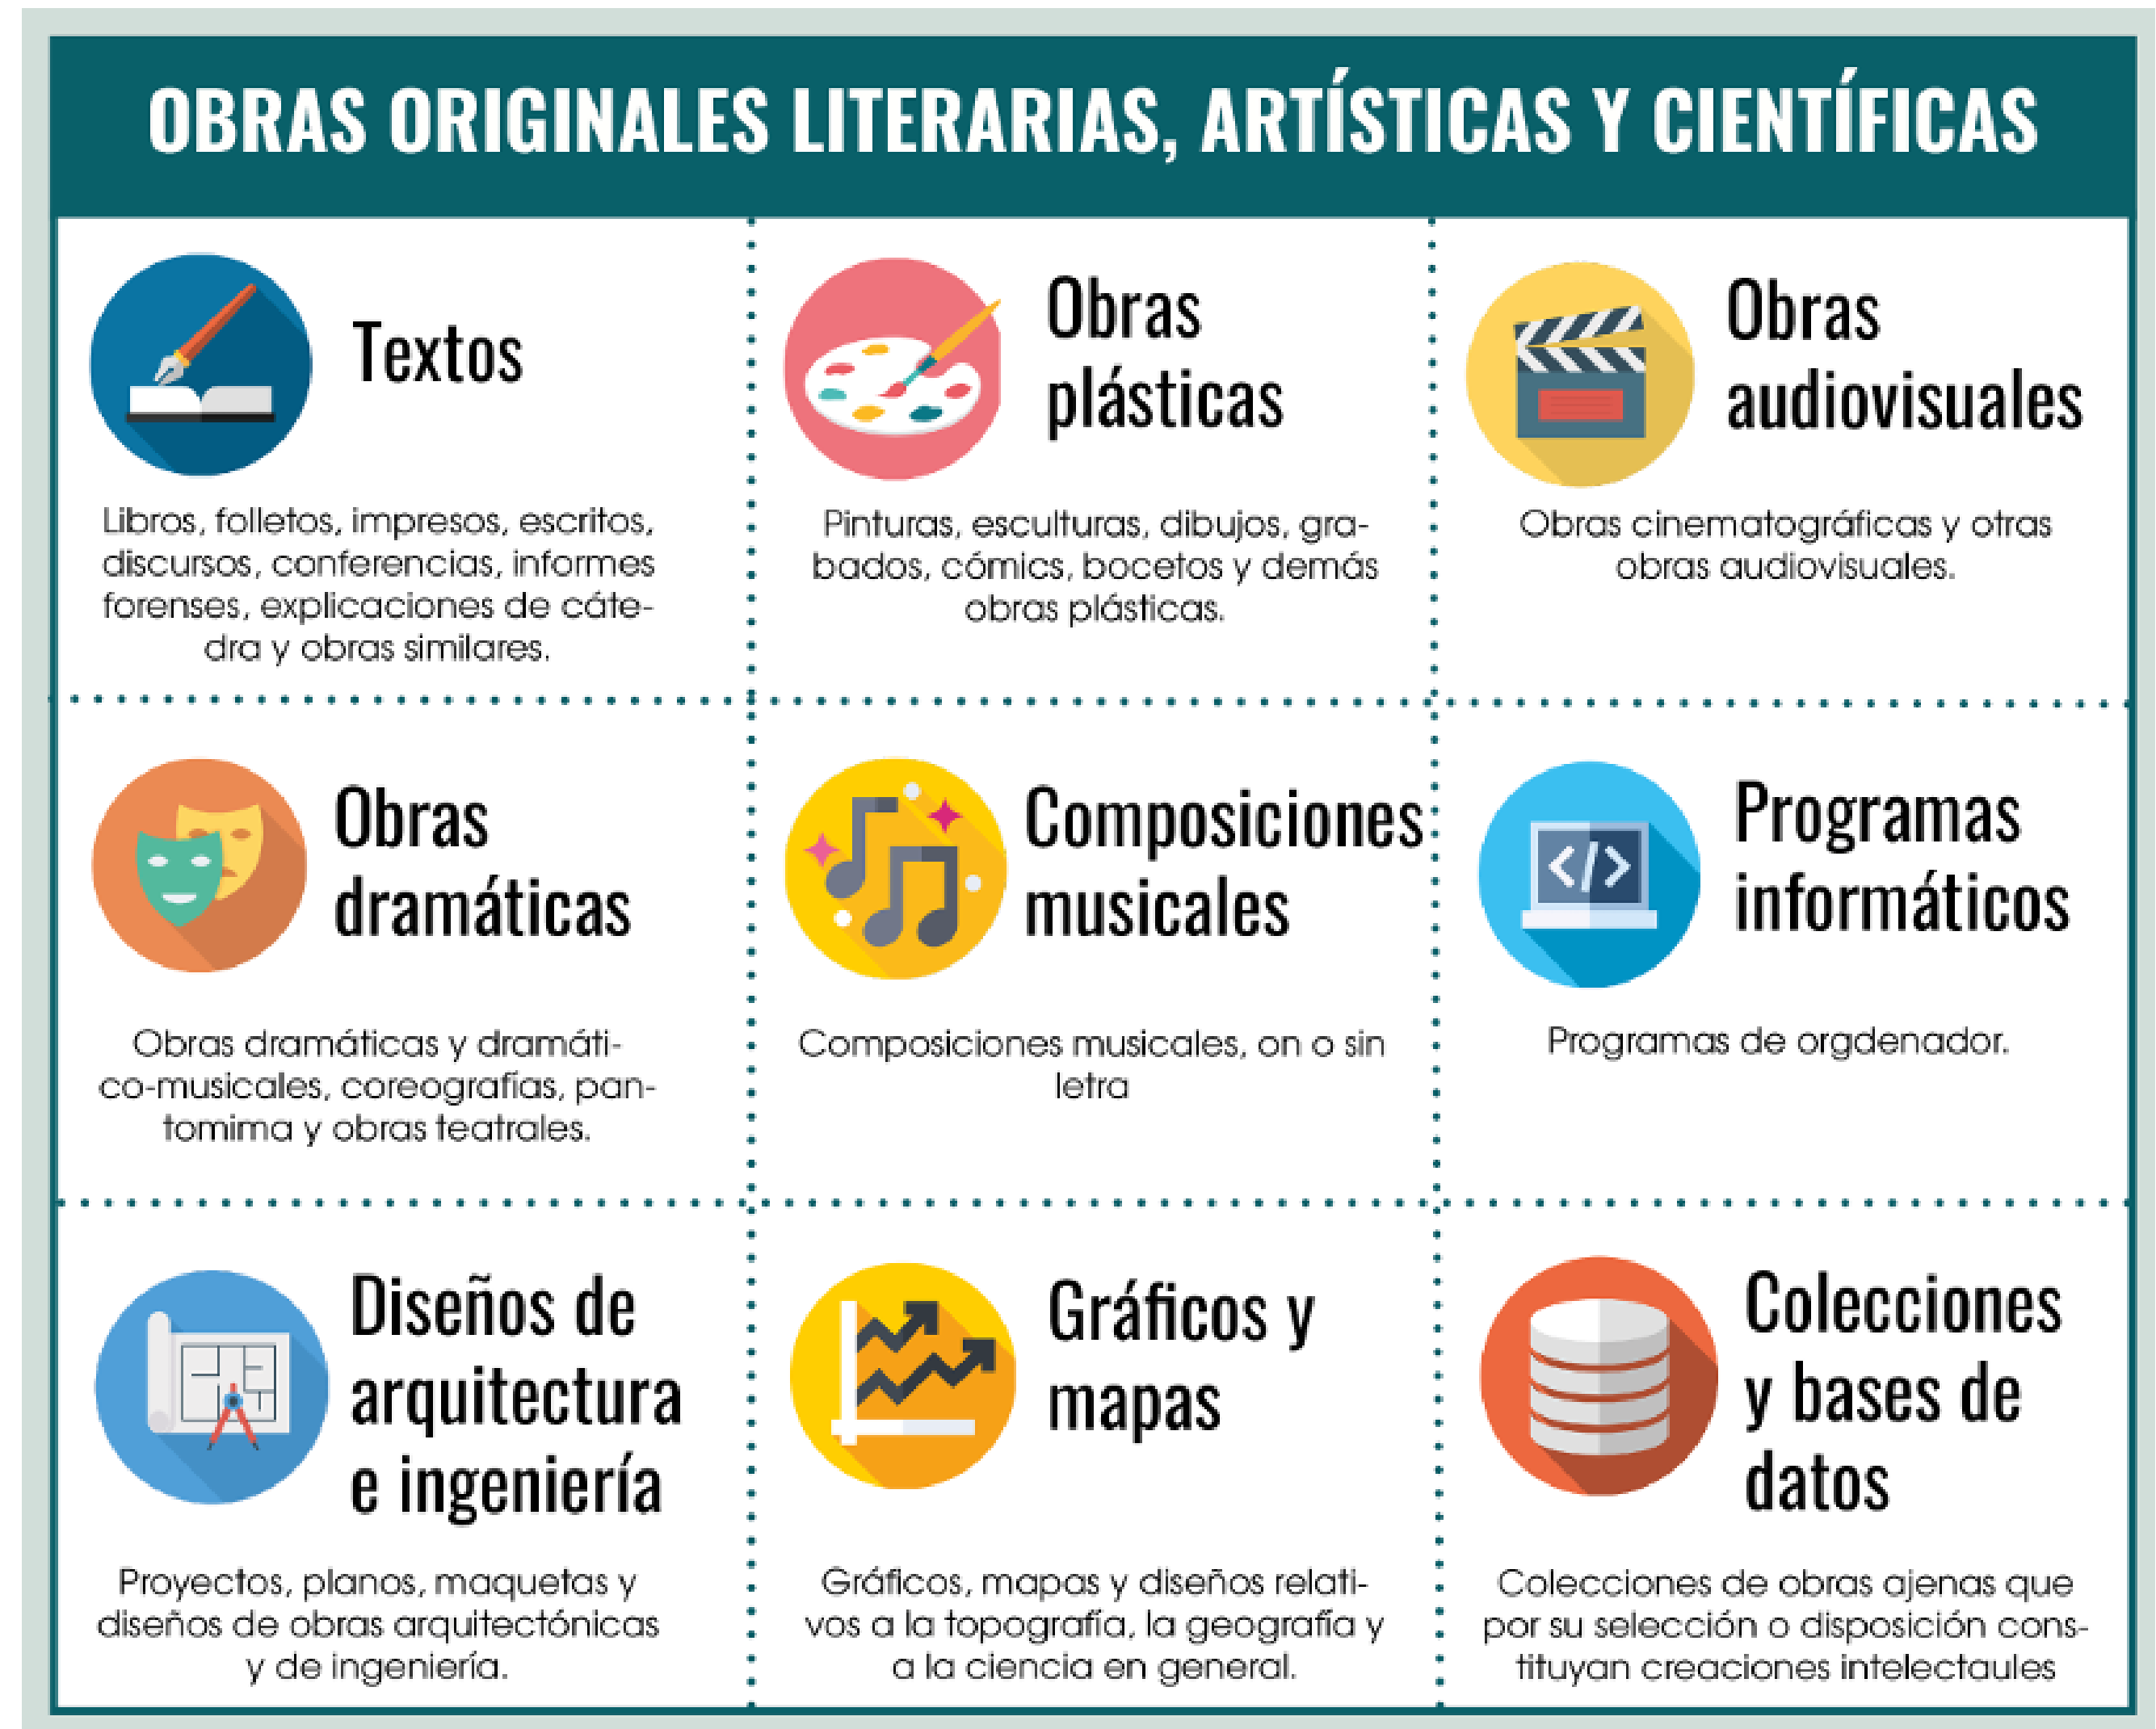 OBRAS ORIGINALES LITERARIAS, ARTÍSTICAS Y CIENTÍFICAS
Textos
Libros, folletos, impresos, escritos,
discursos, conferencias, informes
forenses, explicaciones de cáte-
dra y obras similares.
Obras
plásticas
Pinturas, esculturas, dibujos, gra-
bados, cómics, bocetos y demás
obras plásticas.
Obras
audiovisuales
Obras cinematográficas y otras
obras audiovisuales.
Obras
dramáticas
Obras dramáticas y dramáti-
co-musicales, coreografías, pan-
tomima y obras teatrales.
Composiciones
musicales
Composiciones musicales, on o sin
letra
Programas
informáticos
Programas de orgdenador.
Diseños de
arquitectura
e ingeniería
Proyectos, planos, maquetas y
diseños de obras arquitectónicas
y de ingeniería.
Gráficos y
mapas
Gráficos, mapas y diseños relati-
vos a la topografía, la geografía y
a la ciencia en general.
Colecciones
y bases de
datos
Colecciones de obras ajenas que
por su selección o disposición cons-
tituyan creaciones intelectaules